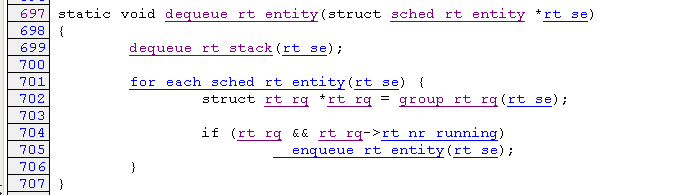 697 static void dequeue_rt_entity(struct sched_rt_entity *rt_se)
698 {
699         dequeue_rt_stack(rt_se);
700
701         for_each_sched_rt_entity(rt_se) {
702                 struct rt_rq *rt_rq = group_rt_rq(rt_se);
703
704                 if (rt_rq && rt_rq->rt_nr_running)
705                         enqueue_rt_entity(rt_se);
706         }
707 }